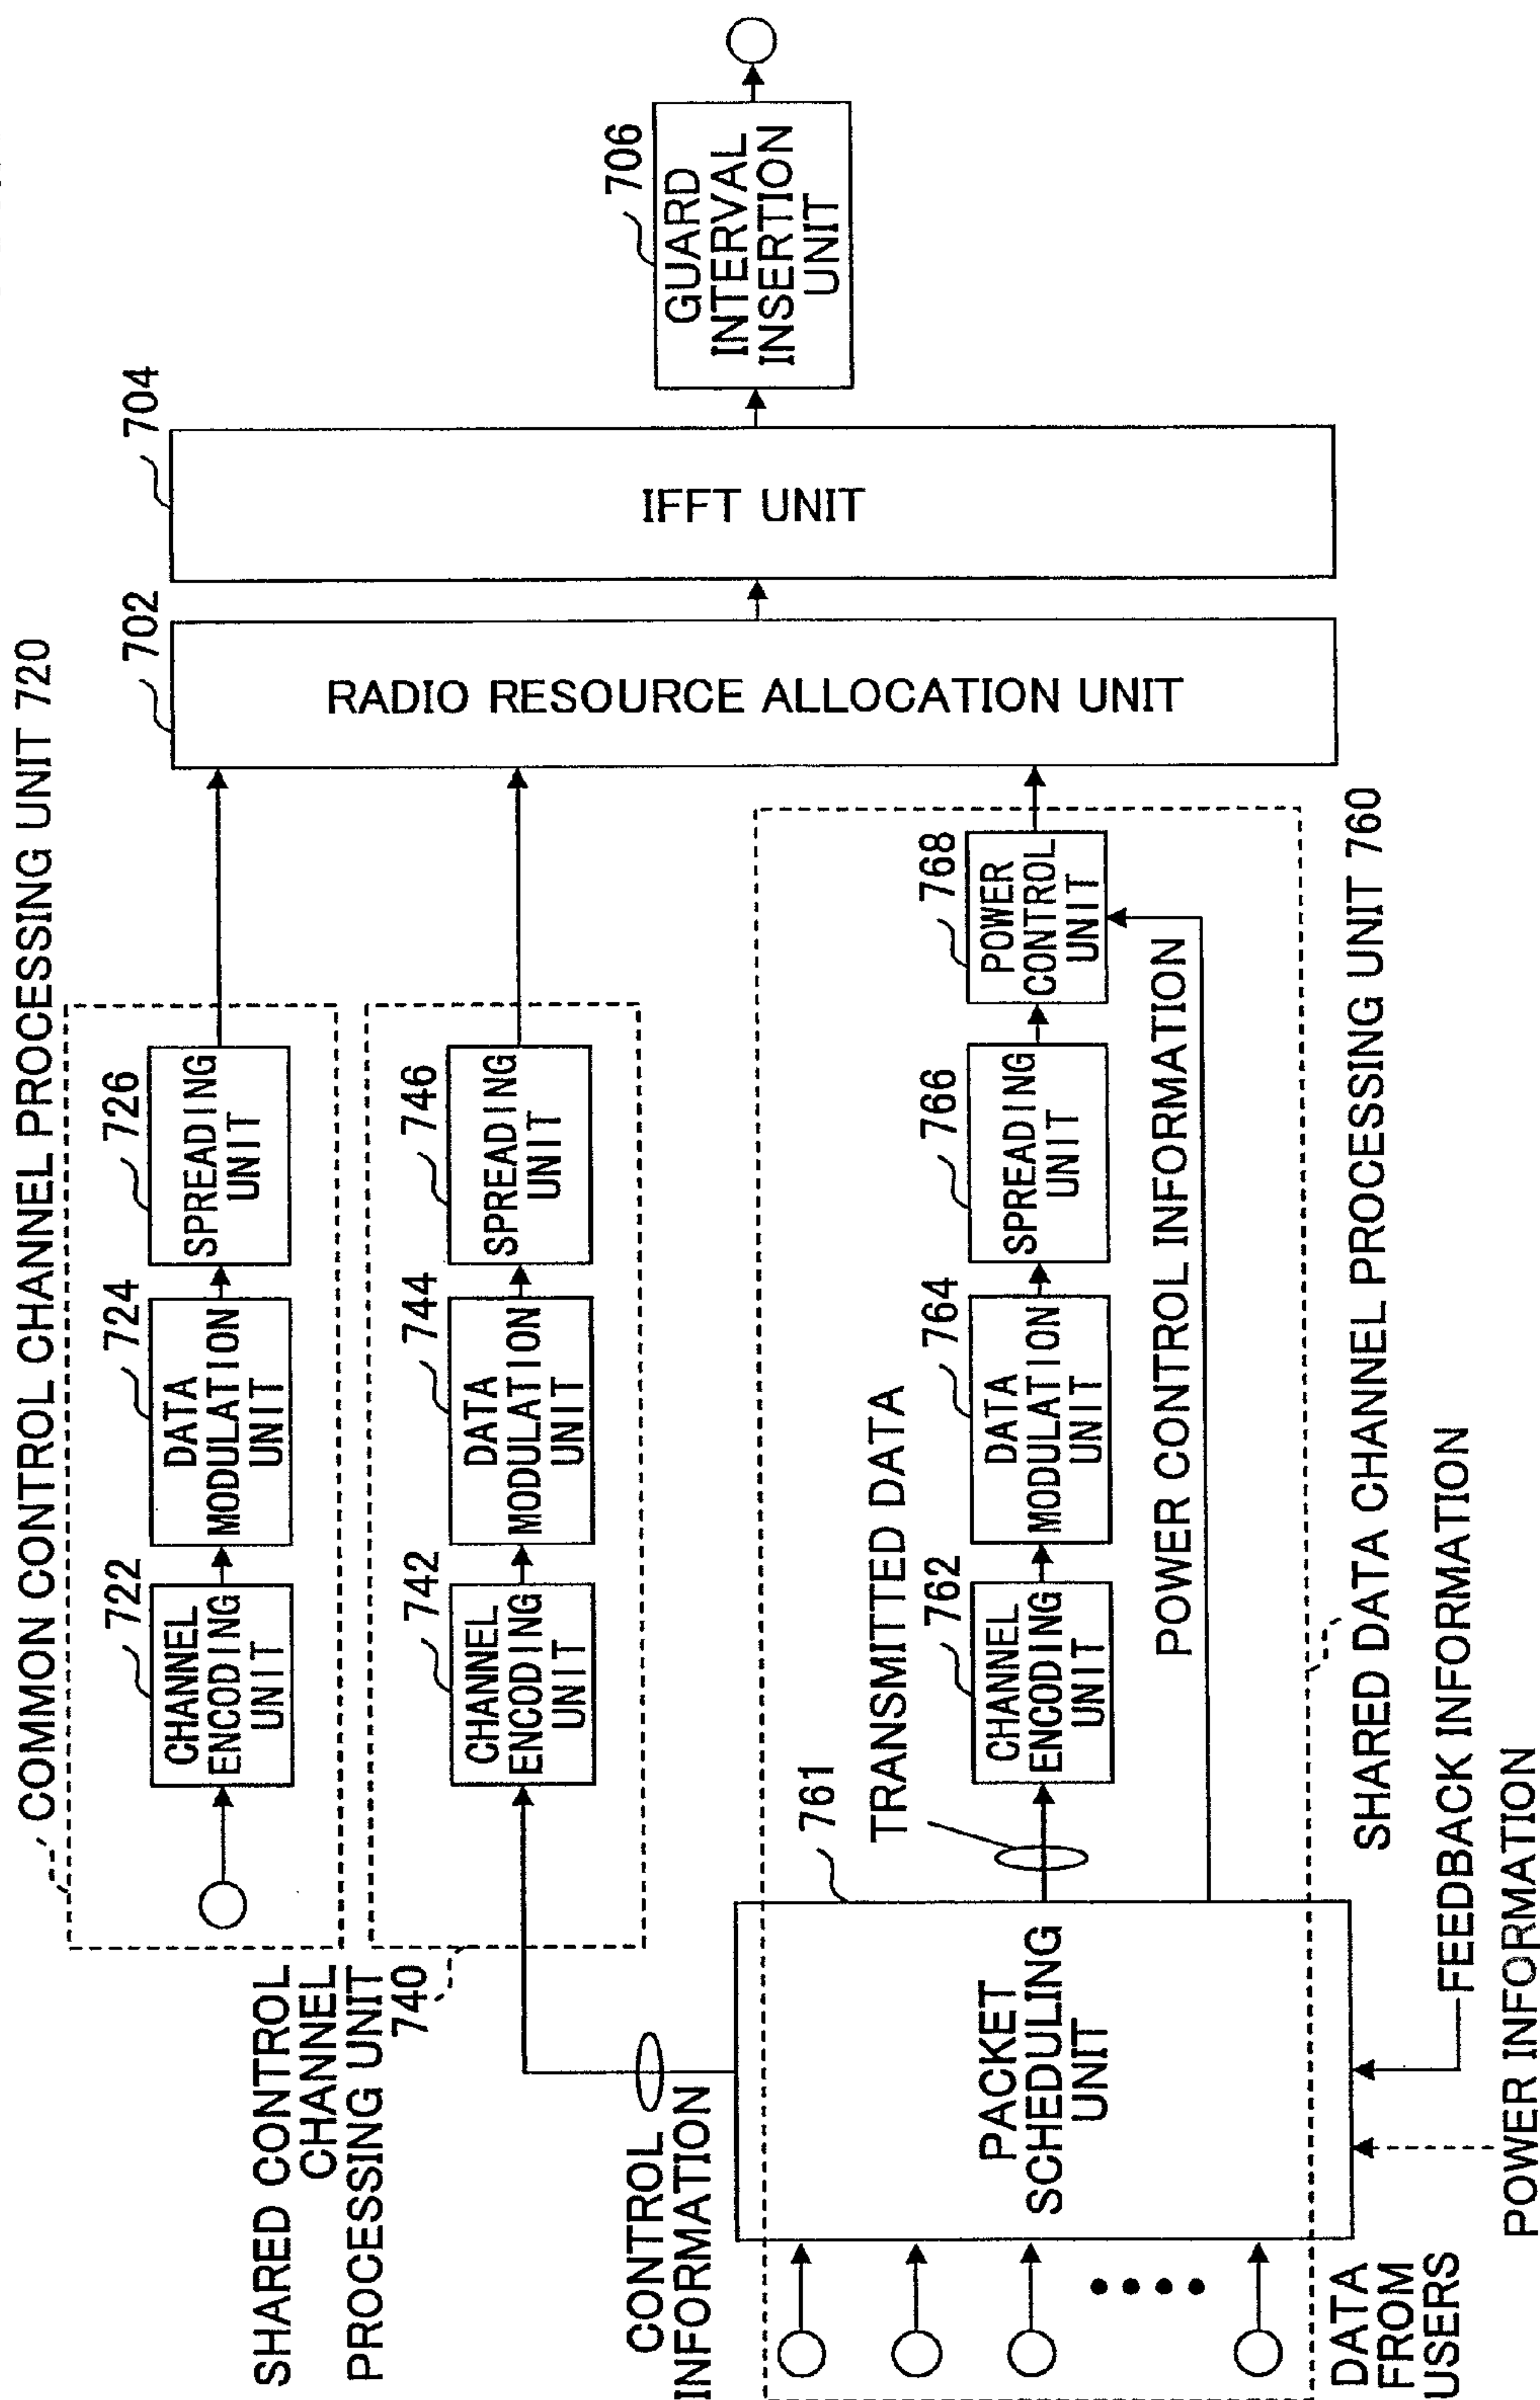 COMMON CONTROL CHANNEL PROCESSING UNIT 720
722
CHANNEL
ENCODING
UNIT
724
DATA
MODULATION
UNIT
726
SPREADING
UNIT
SHARED CONTROL
CHANNEL
PROCESSING UNIT
740
742
CHANNEL
ENCODING
UNIT
744
DATA
MODULATION
UNIT
746
SPREADING
UNIT
702
RADIO RESOURCE ALLOCATION UNIT
704
IFFT UNIT
706
GUARD
INTERVAL
INSERTION
UNIT
CONTROL
INFORMATION
761
PACKET
SCHEDULING
UNIT
TRANSMITTED DATA
762
CHANNEL
ENCODING
UNIT
764
DATA
MODULATION
UNIT
766
SPREADING
UNIT
768
POWER
CONTROL
UNIT
POWER CONTROL INFORMATION
SHARED DATA CHANNEL PROCESSING UNIT 760
DATA
FROM
USERS
FEEDBACK INFORMATION
POWER INFORMATION